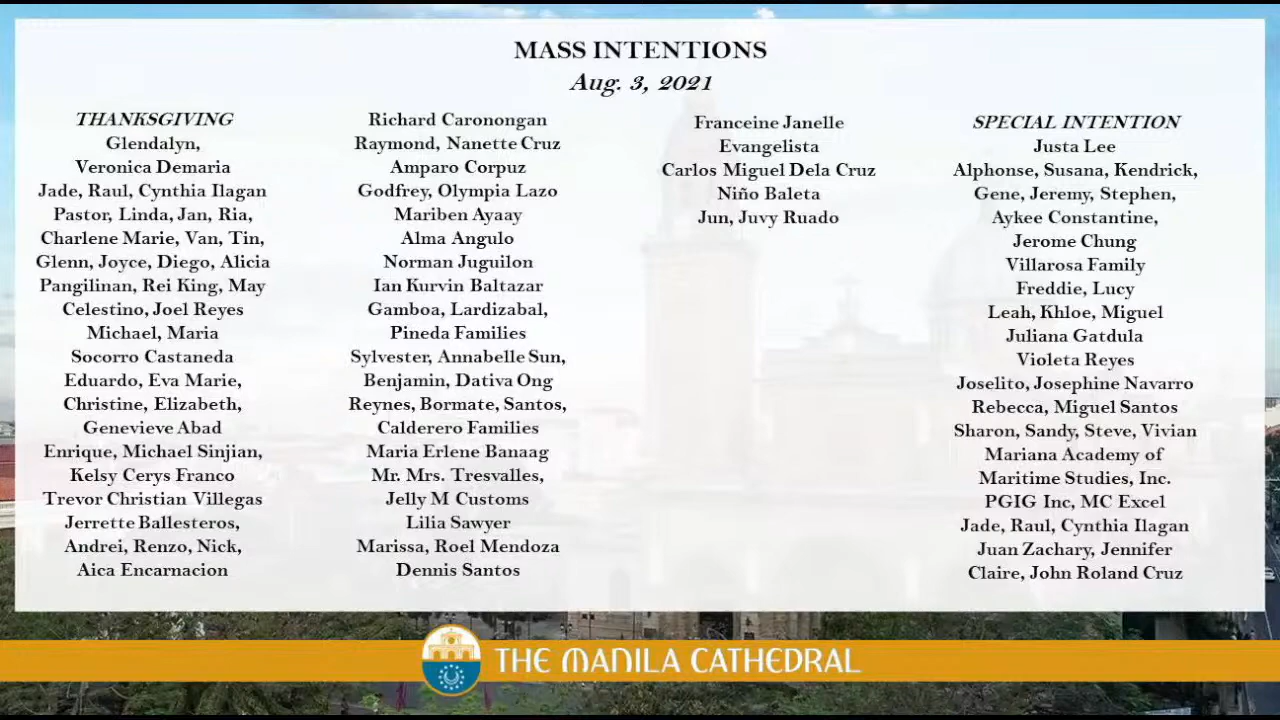 MASS INTENTIONS
Aug. 3, 2021
THANKSGIVING
Glendalyn,
Veronica Demaria
Jade, Raul, Cynthia Ilagan
Pastor, Linda, Jan, Ria,
Charlene Marie, Van, Tin,
Glenn, Joyce, Diego, Alicia
Pangilinan, Rei King, May
Celestino, Joel Reyes
Michael, Maria
Socorro Castaneda
Eduardo, Eva Marie,
Christine, Elizabeth,
Genevieve Abad
Enrique, Michael Sinjian,
Kelsy Cerys Franco
Trevor Christian Villegas
Jerrette Ballesteros,
Andrei, Renzo, Nick,
Aica Encarnacion
Richard Caronongan
Raymond, Nanette Cruz
Amparo Corpuz
Godfrey, Olympia Lazo
Mariben Ayaay
Alma Angulo
Norman Juguilon
Ian Kurvin Baltazar
Gamboa, Lardizabal,
Pineda Families
Sylvester, Annabelle Sun,
Benjamin, Dativa Ong
Reynes, Bormate, Santos,
Calderero Families
Maria Erlene Banaag
Mr. Mrs. Tresvalles,
Jelly M Customs
Lilia Sawyer
Marissa, Roel Mendoza
Dennis Santos
Franceine Janelle
Evangelista
Carlos Miguel Dela Cruz
Niño Baleta
Jun, Juvy Ruado
SPECIAL INTENTION
Justa Lee
Alphonse, Susana, Kendrick,
Gene, Jeremy, Stephen,
Aykee Constantine,
Jerome Chung
Villarosa Family
Freddie, Lucy
Leah, Khloe, Miguel
Juliana Gatdula
Violeta Reyes
Joselito, Josephine Navarro
Rebecca, Miguel Santos
Sharon, Sandy, Steve, Vivian
Mariana Academy of
Maritime Studies, Inc.
PGIG Inc, MC Excel
Jade, Raul, Cynthia Ilagan
Juan Zachary, Jennifer
Claire, John Roland Cruz
THE MANILA CATHEDRAL